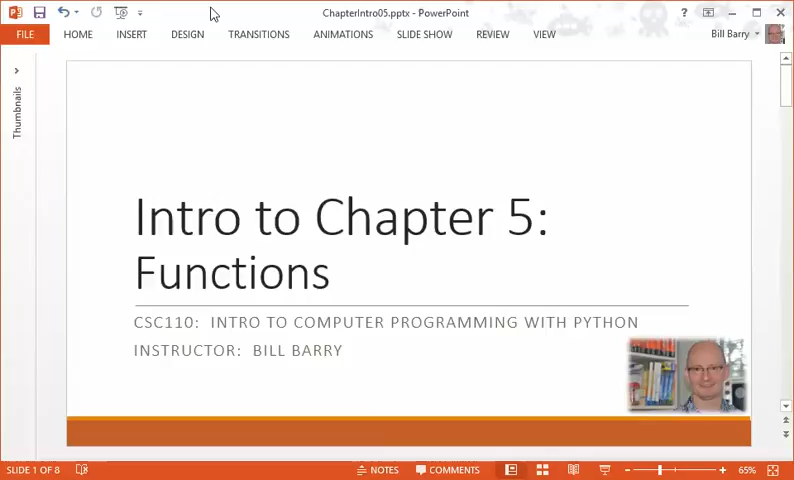 ChapterIntro05.pptx - PowerPoint
?
FILE HOME INSERT DESIGN TRANSITIONS ANIMATIONS SLIDE SHOW REVIEW VIEW Bill Barry
Thumbnails
Intro to Chapter 5:
Functions
CSC110: INTRO TO COMPUTER PROGRAMMING WITH PYTHON
INSTRUCTOR: BILL BARRY
SLIDE 1 OF 8 NOTES COMMENTS 65%